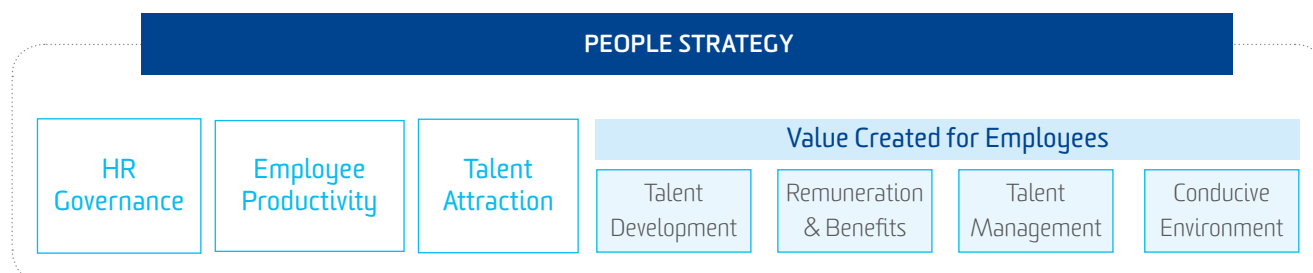 PEOPLE STRATEGY
HR
Governance
Employee
Productivity
Talent
Attraction
Value Created for Employees
Talent
Development
Remuneration
& Benefits
Talent
Management
Conducive
Environment